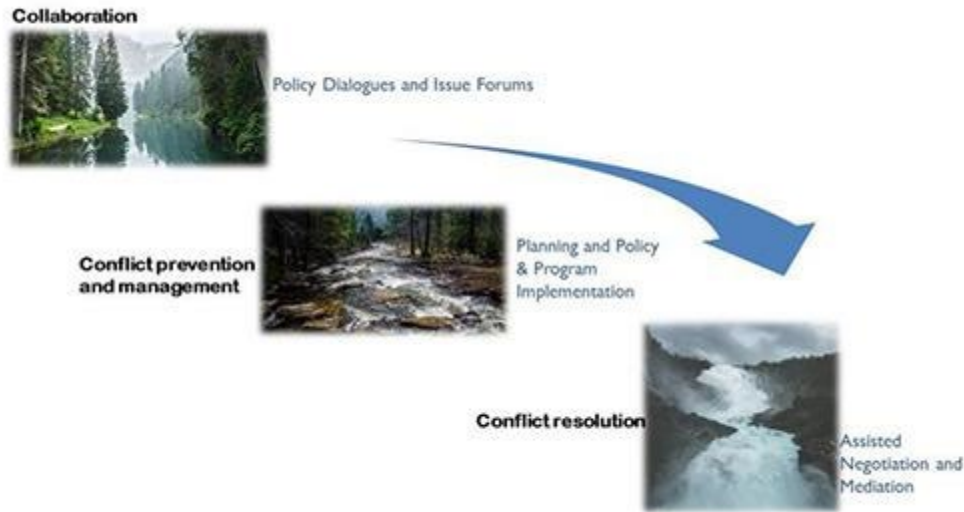 Collaboration
Policy Dialogues and Issue Forums
Conflict prevention
and management
Planning and Policy
& Program
Implementation
Conflict resolution
Assisted
Negotiation and
Mediation